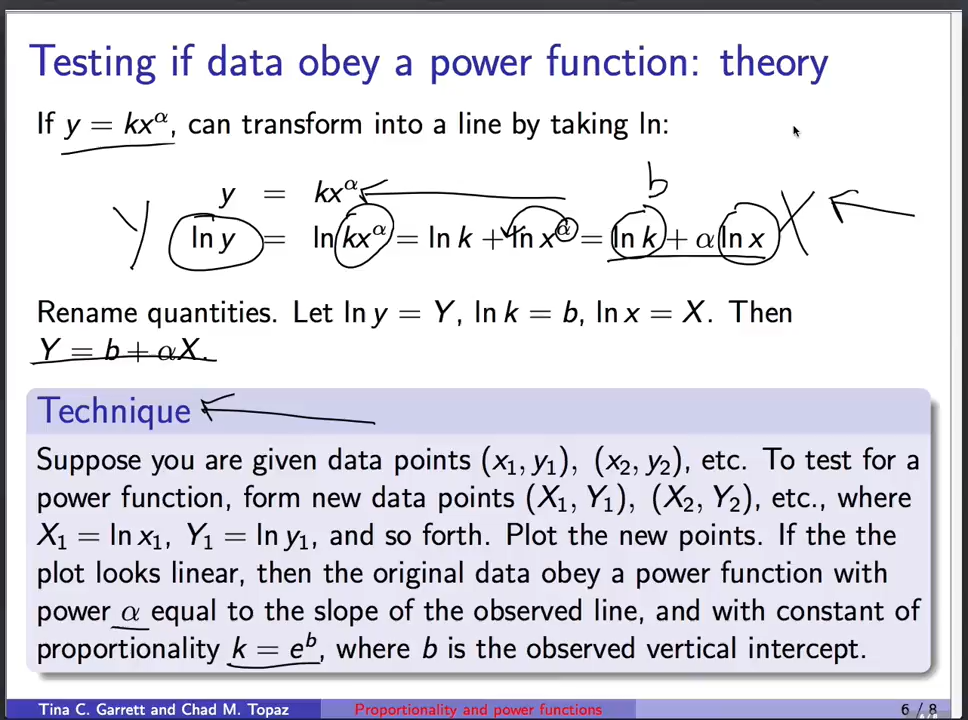 Testing if data obey a power function: theory
If y = kxᵅ, can transform into a line by taking ln:
b
y = kxᵅ
Y ln y = ln kxᵅ = ln k + ln xᵅ = ln k + α ln x X
Rename quantities. Let ln y = Y, ln k = b, ln x = X. Then
Y = b + αX.
Technique
Suppose you are given data points (x₁, y₁), (x₂, y₂), etc. To test for a
power function, form new data points (X₁, Y₁), (X₂, Y₂), etc., where
X₁ = ln x₁, Y₁ = ln y₁, and so forth. Plot the new points. If the the
plot looks linear, then the original data obey a power function with
power α equal to the slope of the observed line, and with constant of
proportionality k = eᵇ, where b is the observed vertical intercept.
Tina C. Garrett and Chad M. Topaz Proportionality and power functions 6 / 8